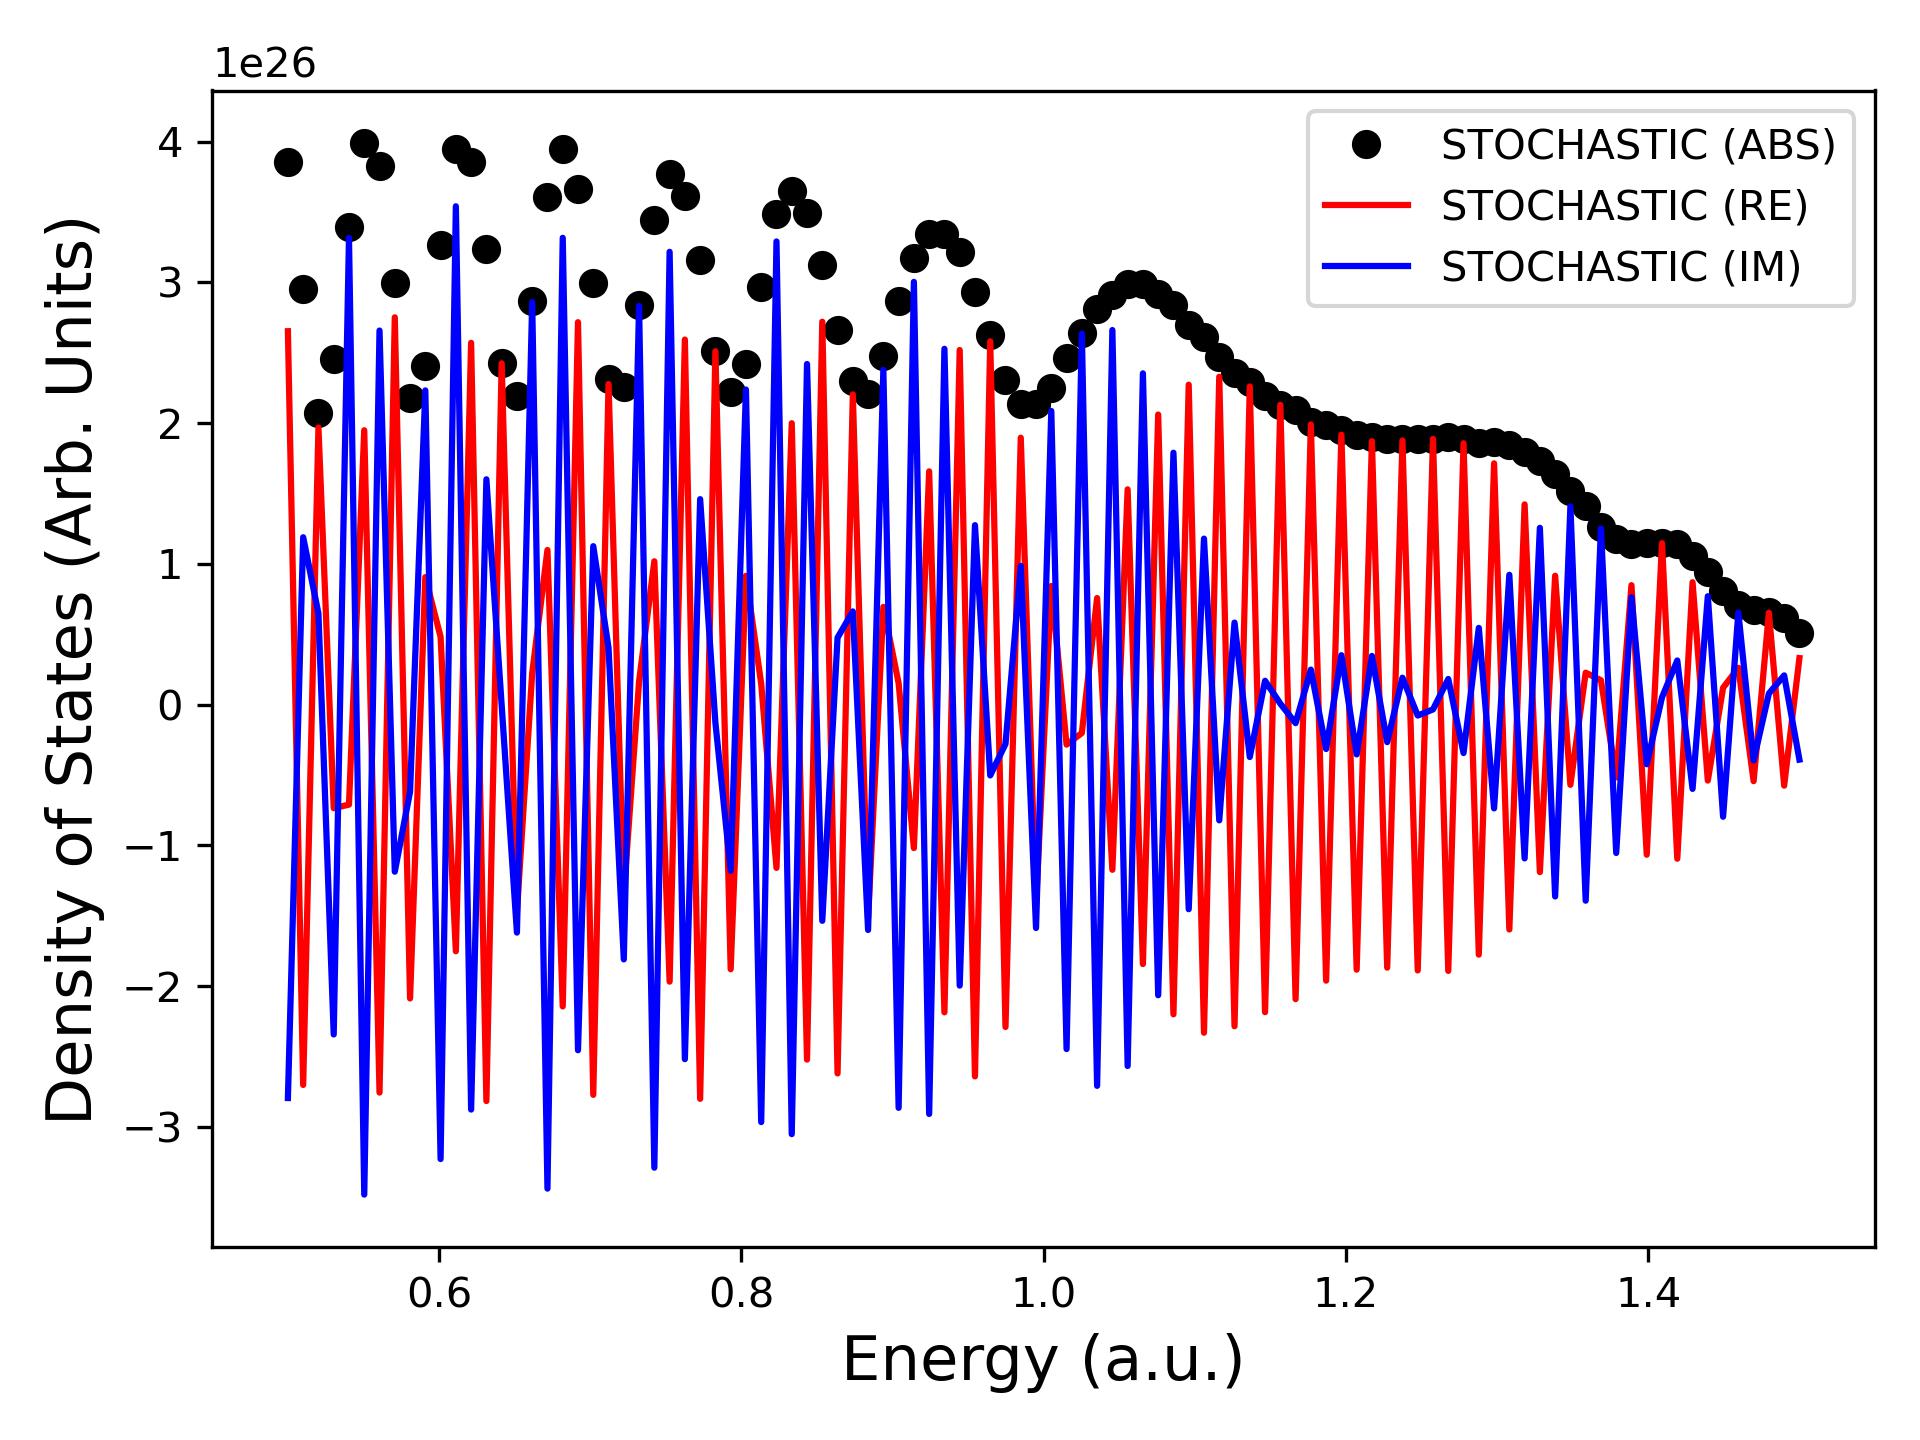 1e26
4
3
2
1
0
−1
−2
−3
Density of States (Arb. Units)
STOCHASTIC (ABS)
STOCHASTIC (RE)
STOCHASTIC (IM)
0.6 0.8 1.0 1.2 1.4
Energy (a.u.)